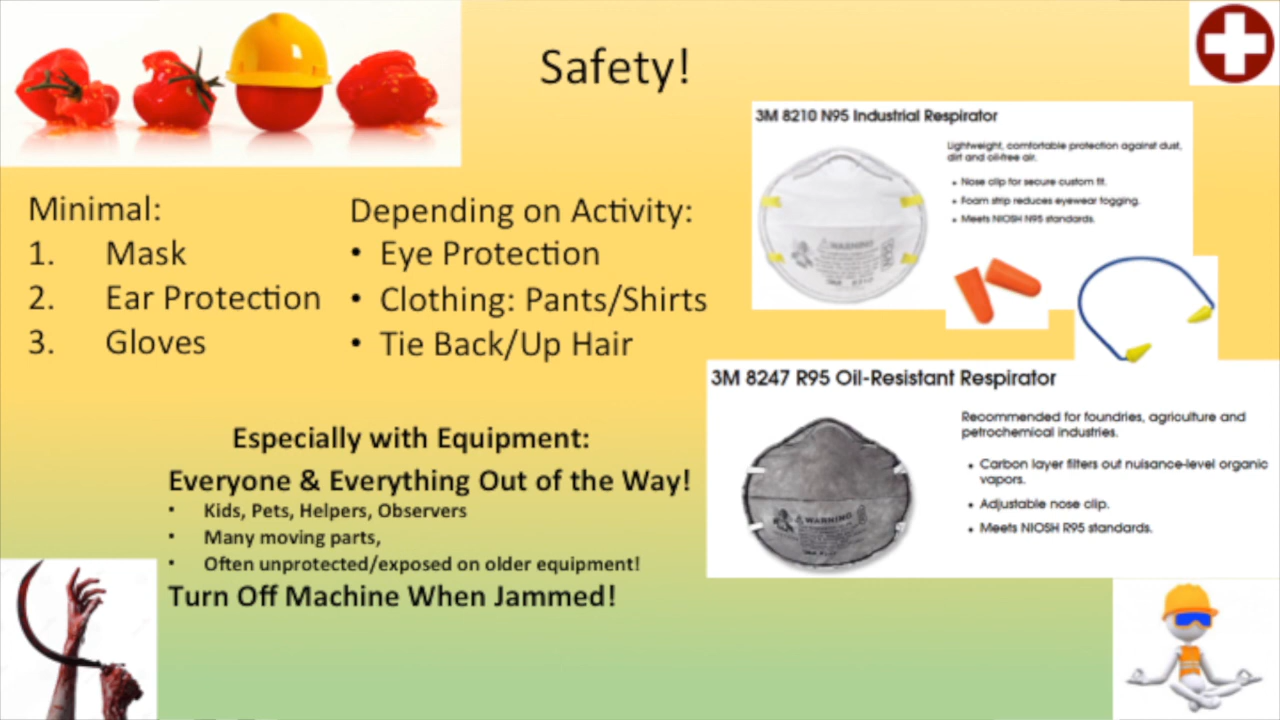 Safety!
3M 8210 N95 Industrial Respirator
Lightweight, comfortable protection against dust,
dirt and oil-free air.
• Nose clip for secure custom fit.
• Foam strip reduces eyewear fogging.
• Meets NIOSH N95 standards.
WARNING
Minimal:
1. Mask
2. Ear Protection
3. Gloves
Depending on Activity:
• Eye Protection
• Clothing: Pants/Shirts
• Tie Back/Up Hair
3M 8247 R95 Oil-Resistant Respirator
Recommended for foundries, agriculture and
petrochemical industries.
• Carbon layer filters out nuisance-level organic
vapors.
• Adjustable nose clip.
• Meets NIOSH R95 standards.
WARNING
Especially with Equipment:
Everyone & Everything Out of the Way!
• Kids, Pets, Helpers, Observers
• Many moving parts,
• Often unprotected/exposed on older equipment!
Turn Off Machine When Jammed!